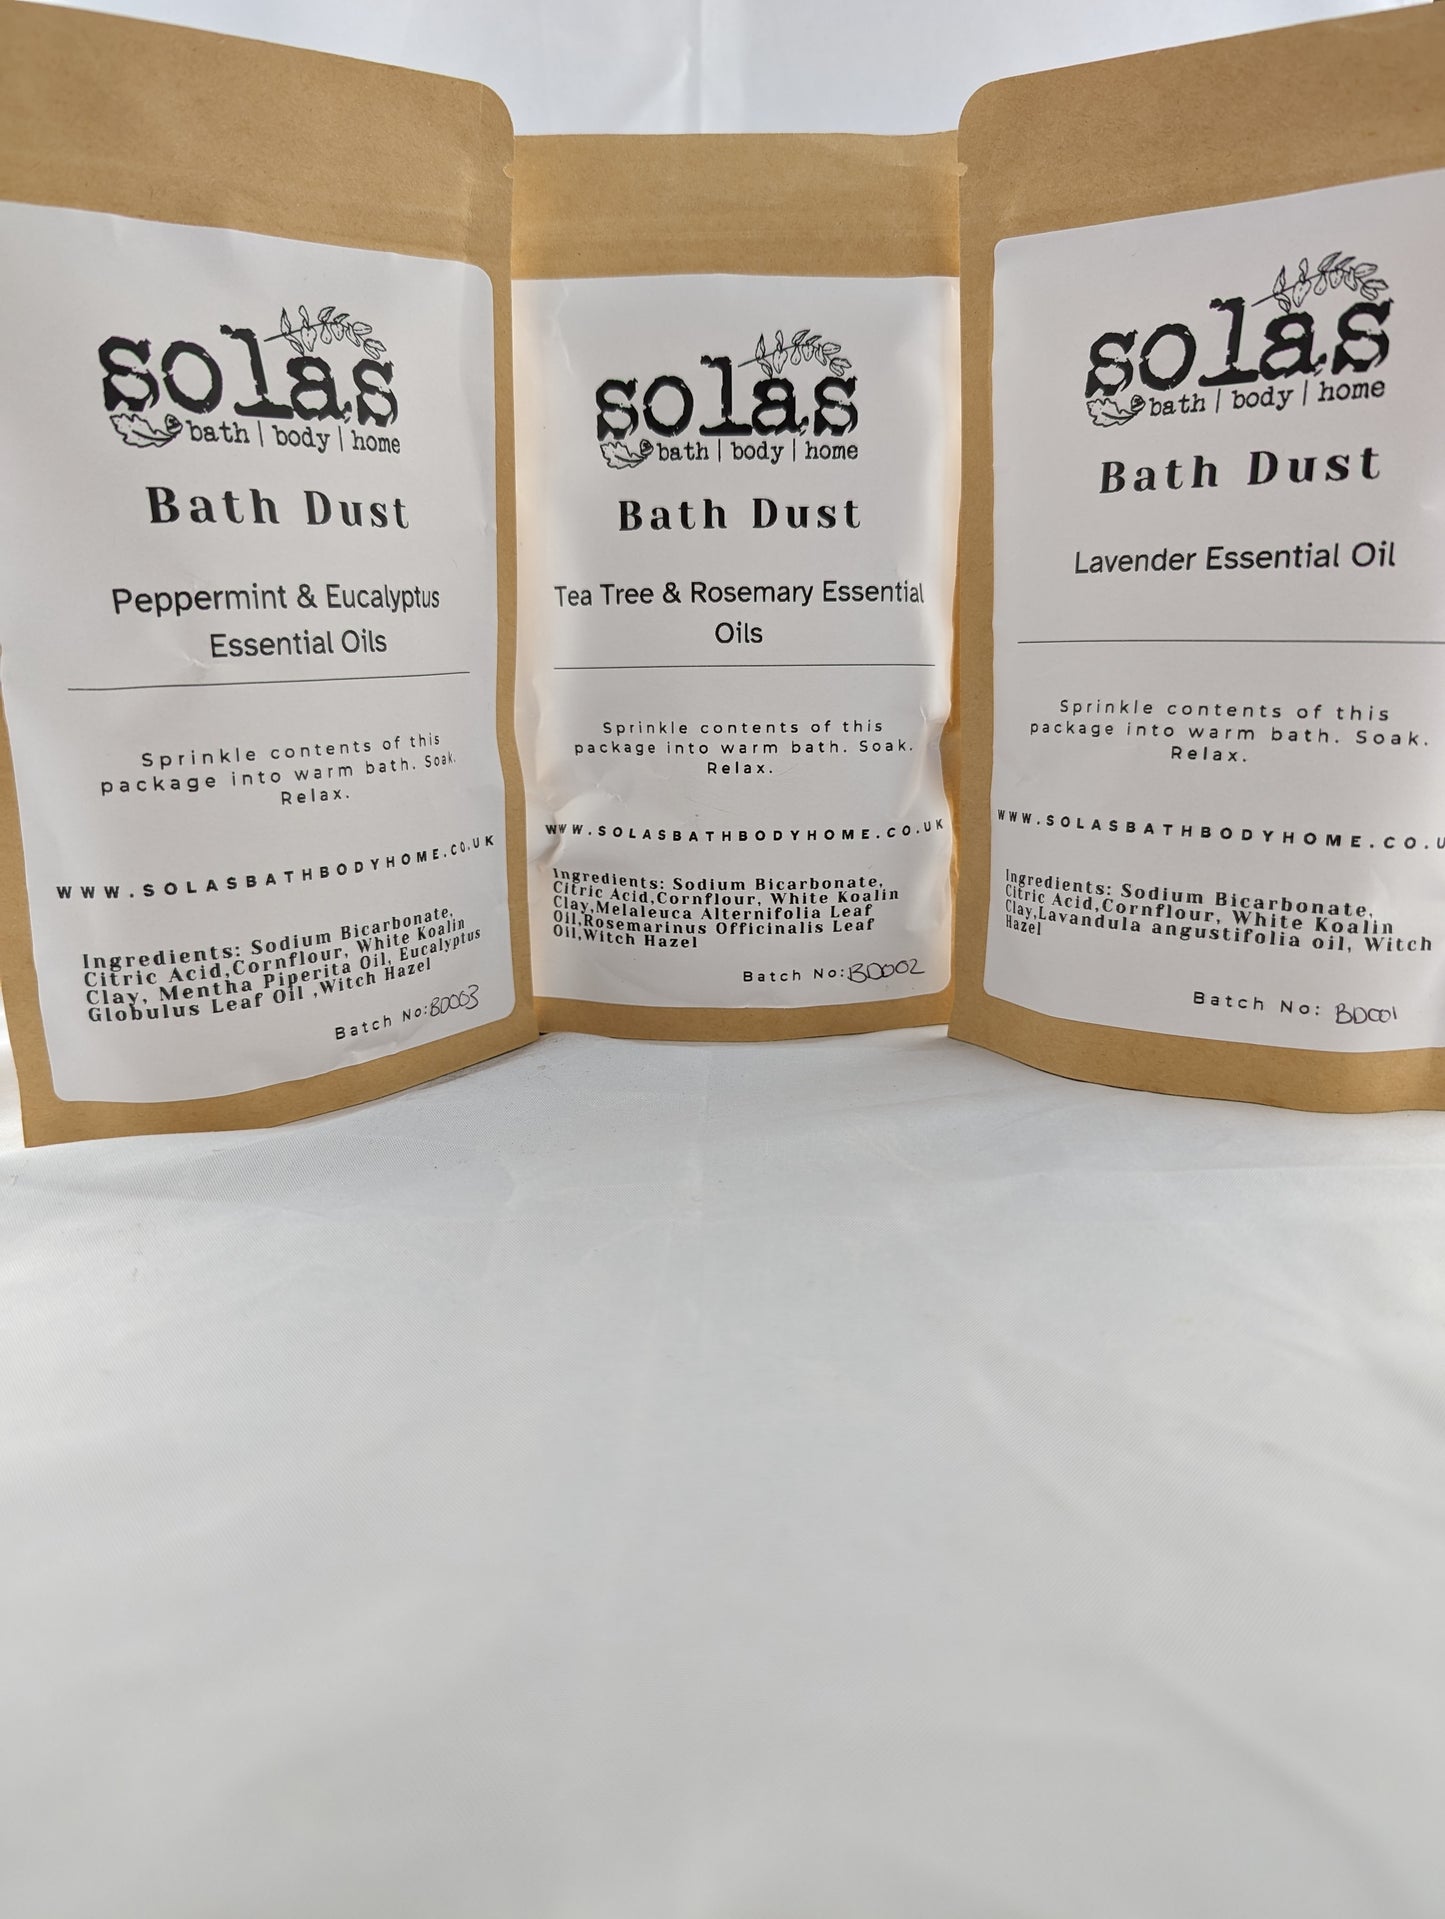 solas
bath | body | home
Bath Dust
Peppermint & Eucalyptus
Essential Oils
Sprinkle contents of this
package into warm bath. Soak.
Relax.
WWW.SOLASBATHBODYHOME.CO.UK
Ingredients: Sodium Bicarbonate,
Citric Acid,Cornflour, White Koalin
Clay, Mentha Piperita Oil, Eucalyptus
Globulus Leaf Oil ,Witch Hazel
Batch No:BD003
solas
bath | body | home
Bath Dust
Tea Tree & Rosemary Essential
Oils
Sprinkle contents of this
package into warm bath. Soak.
Relax.
WWW.SOLASBATHBODYHOME.CO.UK
Ingredients: Sodium Bicarbonate,
Citric Acid,Cornflour, White Koalin
Clay,Melaleuca Alternifolia Leaf
Oil,Rosemarinus Officinalis Leaf
Oil,Witch Hazel
Batch No:BD002
solas
bath | body | home
Bath Dust
Lavender Essential Oil
Sprinkle contents of this
package into warm bath. Soak.
Relax.
WWW.SOLASBATHBODYHOME.CO.U
Ingredients: Sodium Bicarbonate,
Citric Acid,Cornflour, White Koalin
Clay,Lavandula angustifolia oil, Witch
Hazel
Batch No: BD001